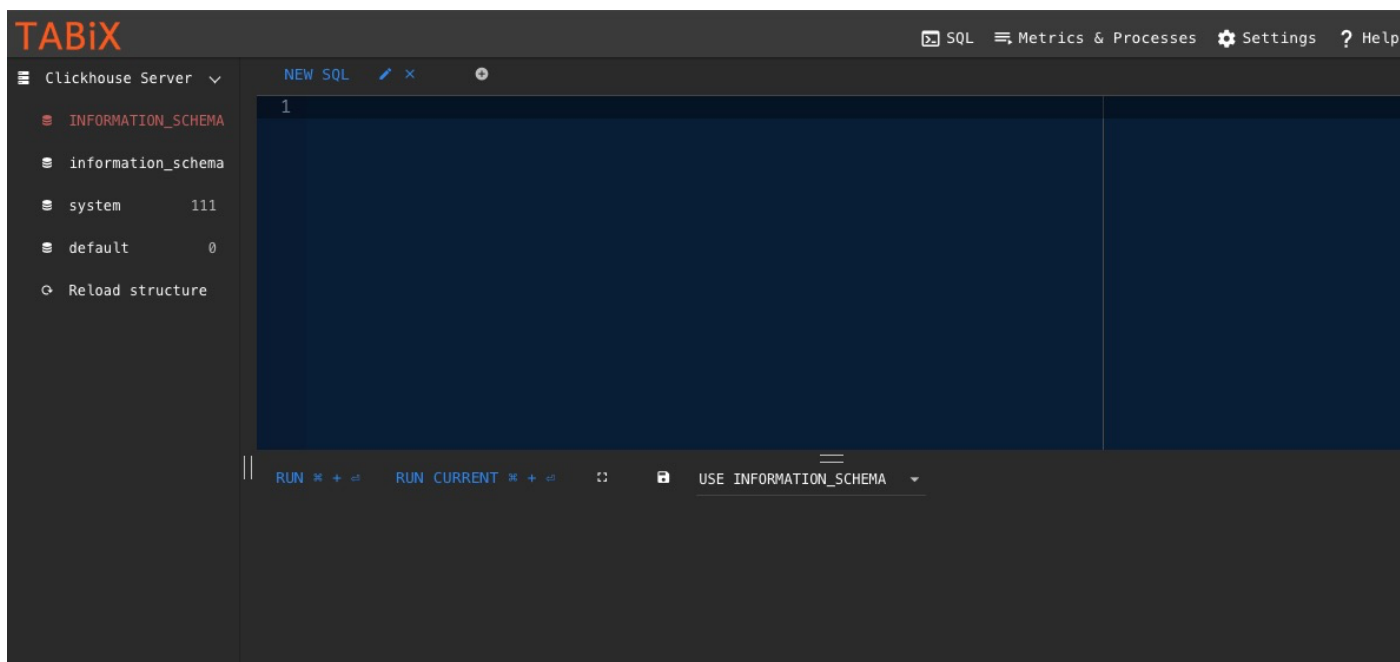 TABiX
SQL Metrics & Processes Settings ? Help
Clickhouse Server
NEW SQL
1
INFORMATION_SCHEMA
information_schema
system 111
default 0
Reload structure
RUN ⌘ + ⏎ RUN CURRENT ⌘ + ⏎ USE INFORMATION_SCHEMA